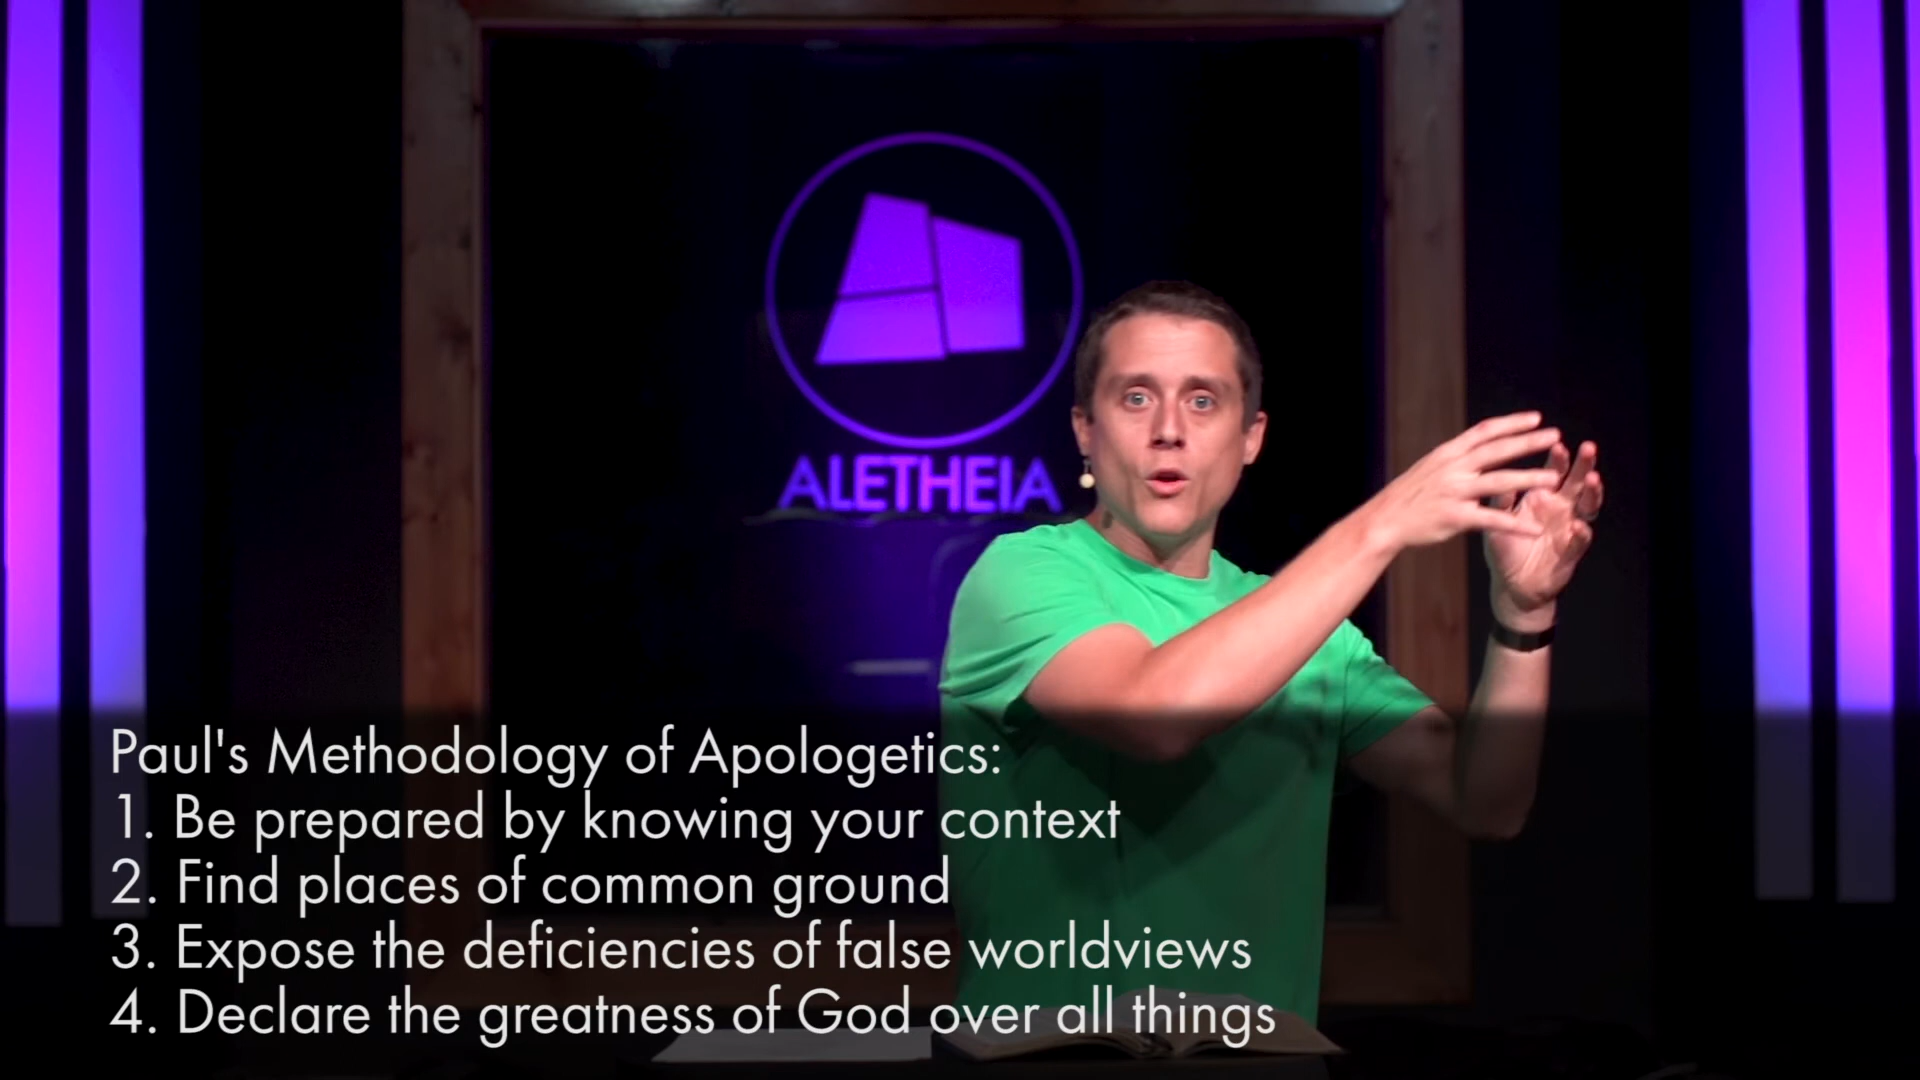 ALETHEIA
Paul's Methodology of Apologetics:
1. Be prepared by knowing your context
2. Find places of common ground
3. Expose the deficiencies of false worldviews
4. Declare the greatness of God over all things